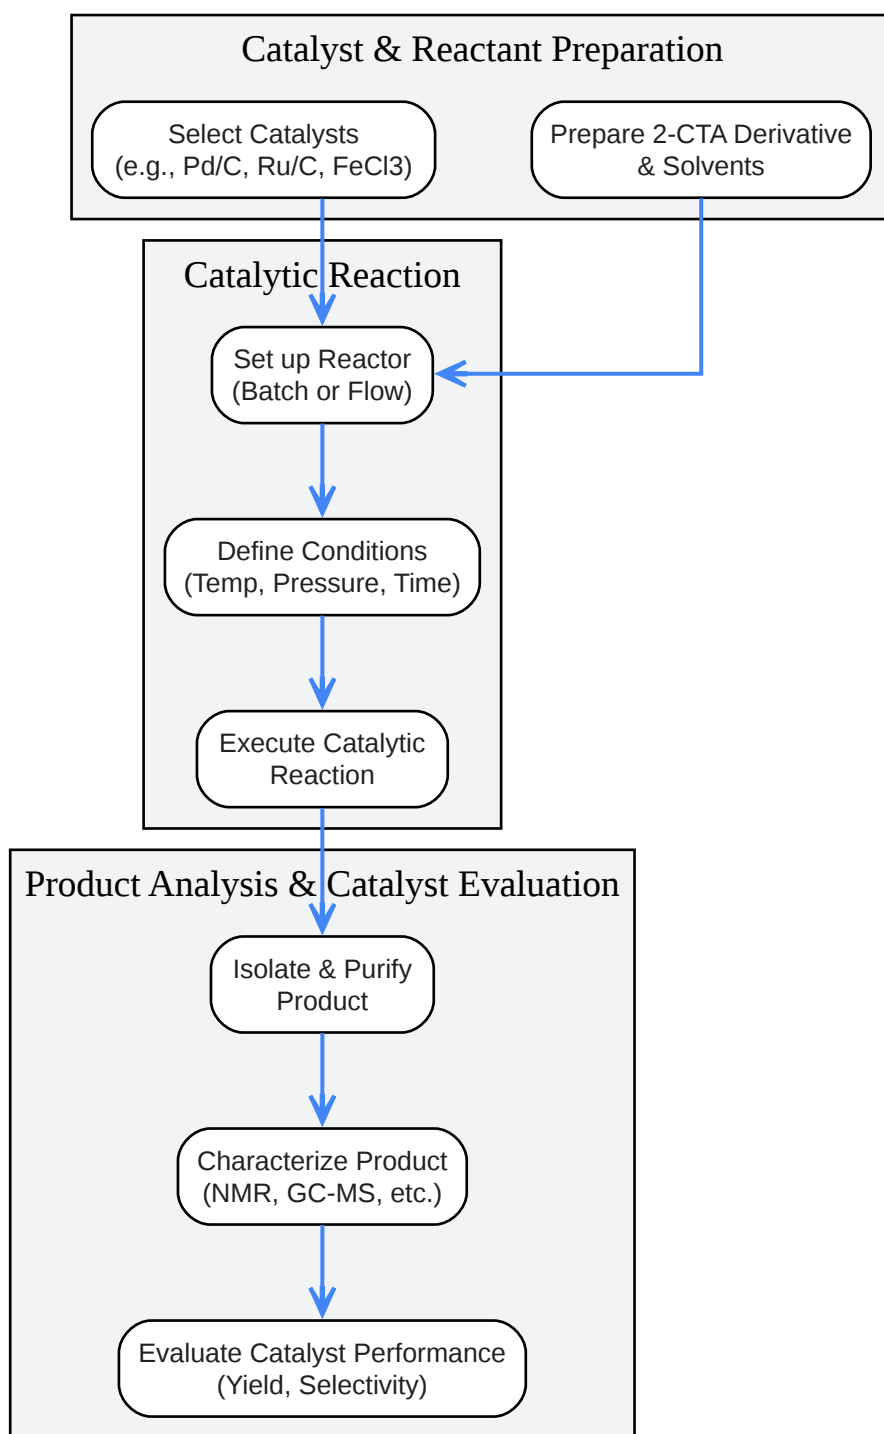 Catalyst & Reactant Preparation
Select Catalysts
(e.g., Pd/C, Ru/C, FeCl3)
Prepare 2-CTA Derivative
& Solvents
Catalytic Reaction
Set up Reactor
(Batch or Flow)
Define Conditions
(Temp, Pressure, Time)
Execute Catalytic
Reaction
Product Analysis & Catalyst Evaluation
Isolate & Purify
Product
Characterize Product
(NMR, GC-MS, etc.)
Evaluate Catalyst Performance
(Yield, Selectivity)